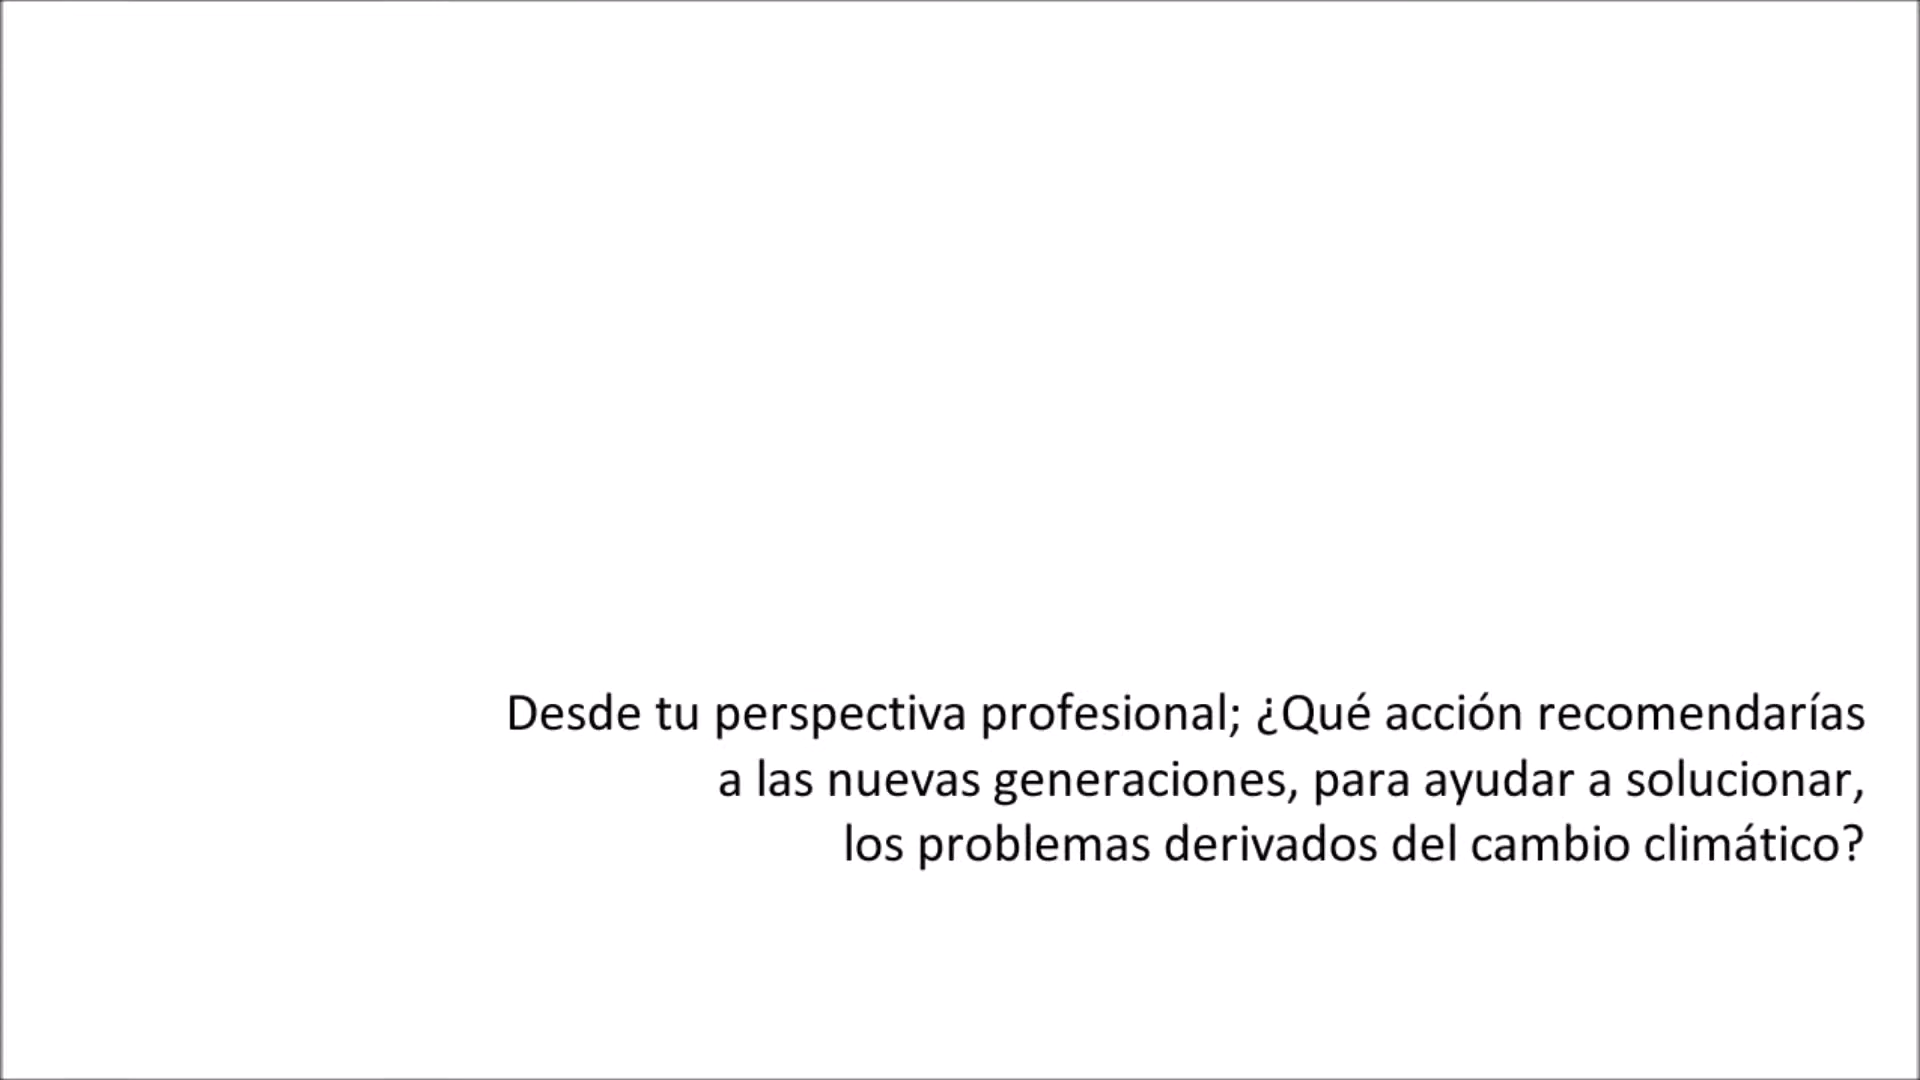 Desde tu perspectiva profesional; ¿Qué acción recomendarías
a las nuevas generaciones, para ayudar a solucionar,
los problemas derivados del cambio climático?